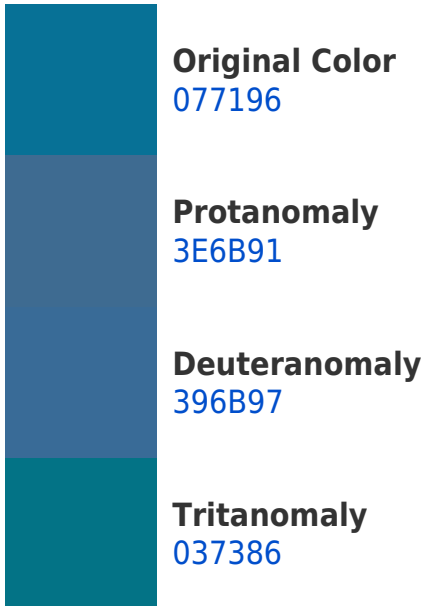 Original Color
077196
Protanomaly
3E6B91
Deuteranomaly
396B97
Tritanomaly
037386